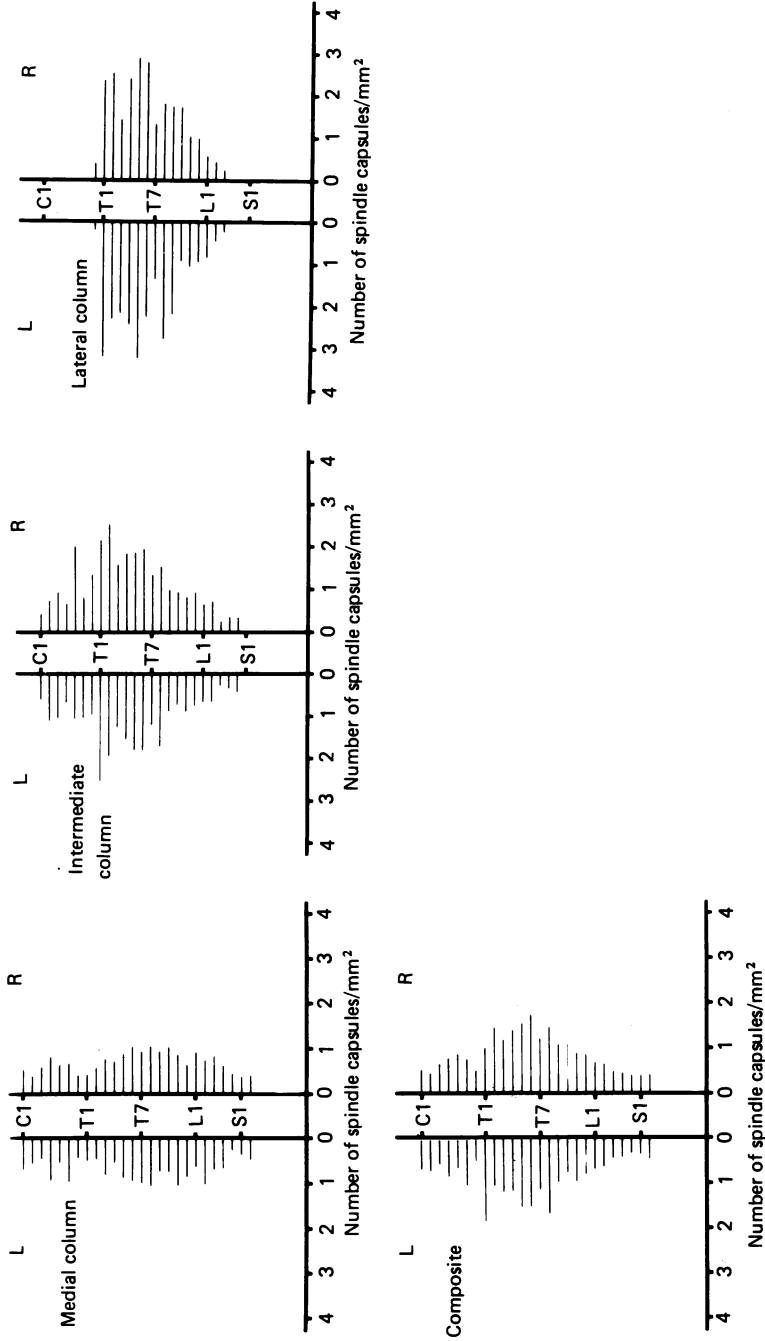 L R
C1
Medial column
T1
T7
L1
S1
4 3 2 1 0 0 1 2 3 4
Number of spindle capsules/mm²
L R
C1
Intermediate
column
T1
T7
L1
S1
4 3 2 1 0 0 1 2 3 4
Number of spindle capsules/mm²
L R
C1
Lateral column
T1
T7
L1
S1
4 3 2 1 0 0 1 2 3 4
Number of spindle capsules/mm²
L R
C1
Composite
T1
T7
L1
S1
4 3 2 1 0 0 1 2 3 4
Number of spindle capsules/mm²